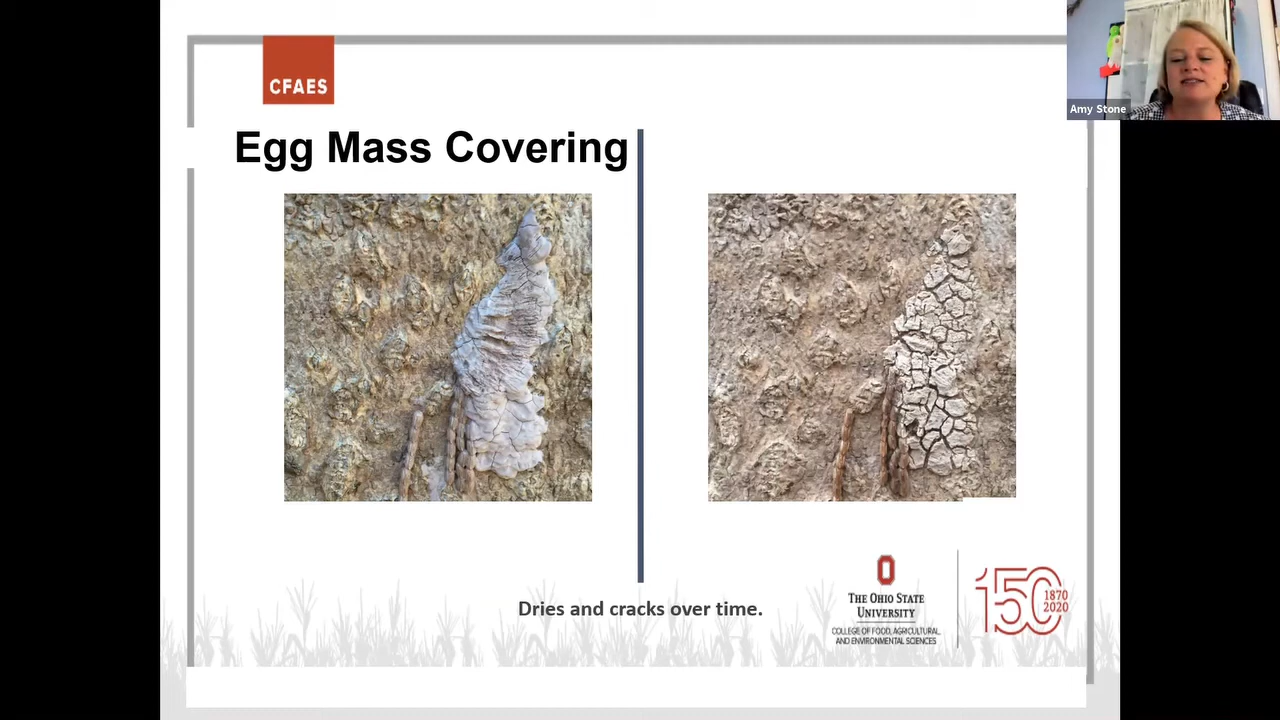 CFAES
Amy Stone
Egg Mass Covering
Dries and cracks over time.
THE OHIO STATE
UNIVERSITY
COLLEGE OF FOOD, AGRICULTURAL,
AND ENVIRONMENTAL SCIENCES
150
1870
2020